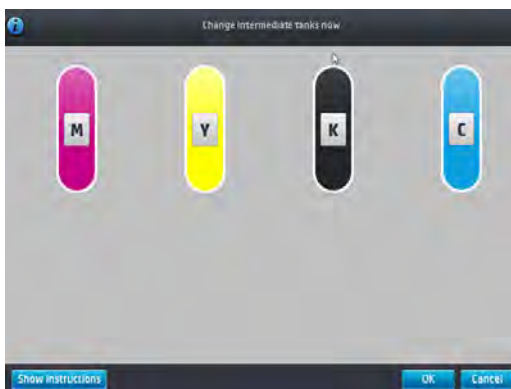 Change intermediate tanks now
M Y K C
Show instructions OK Cancel